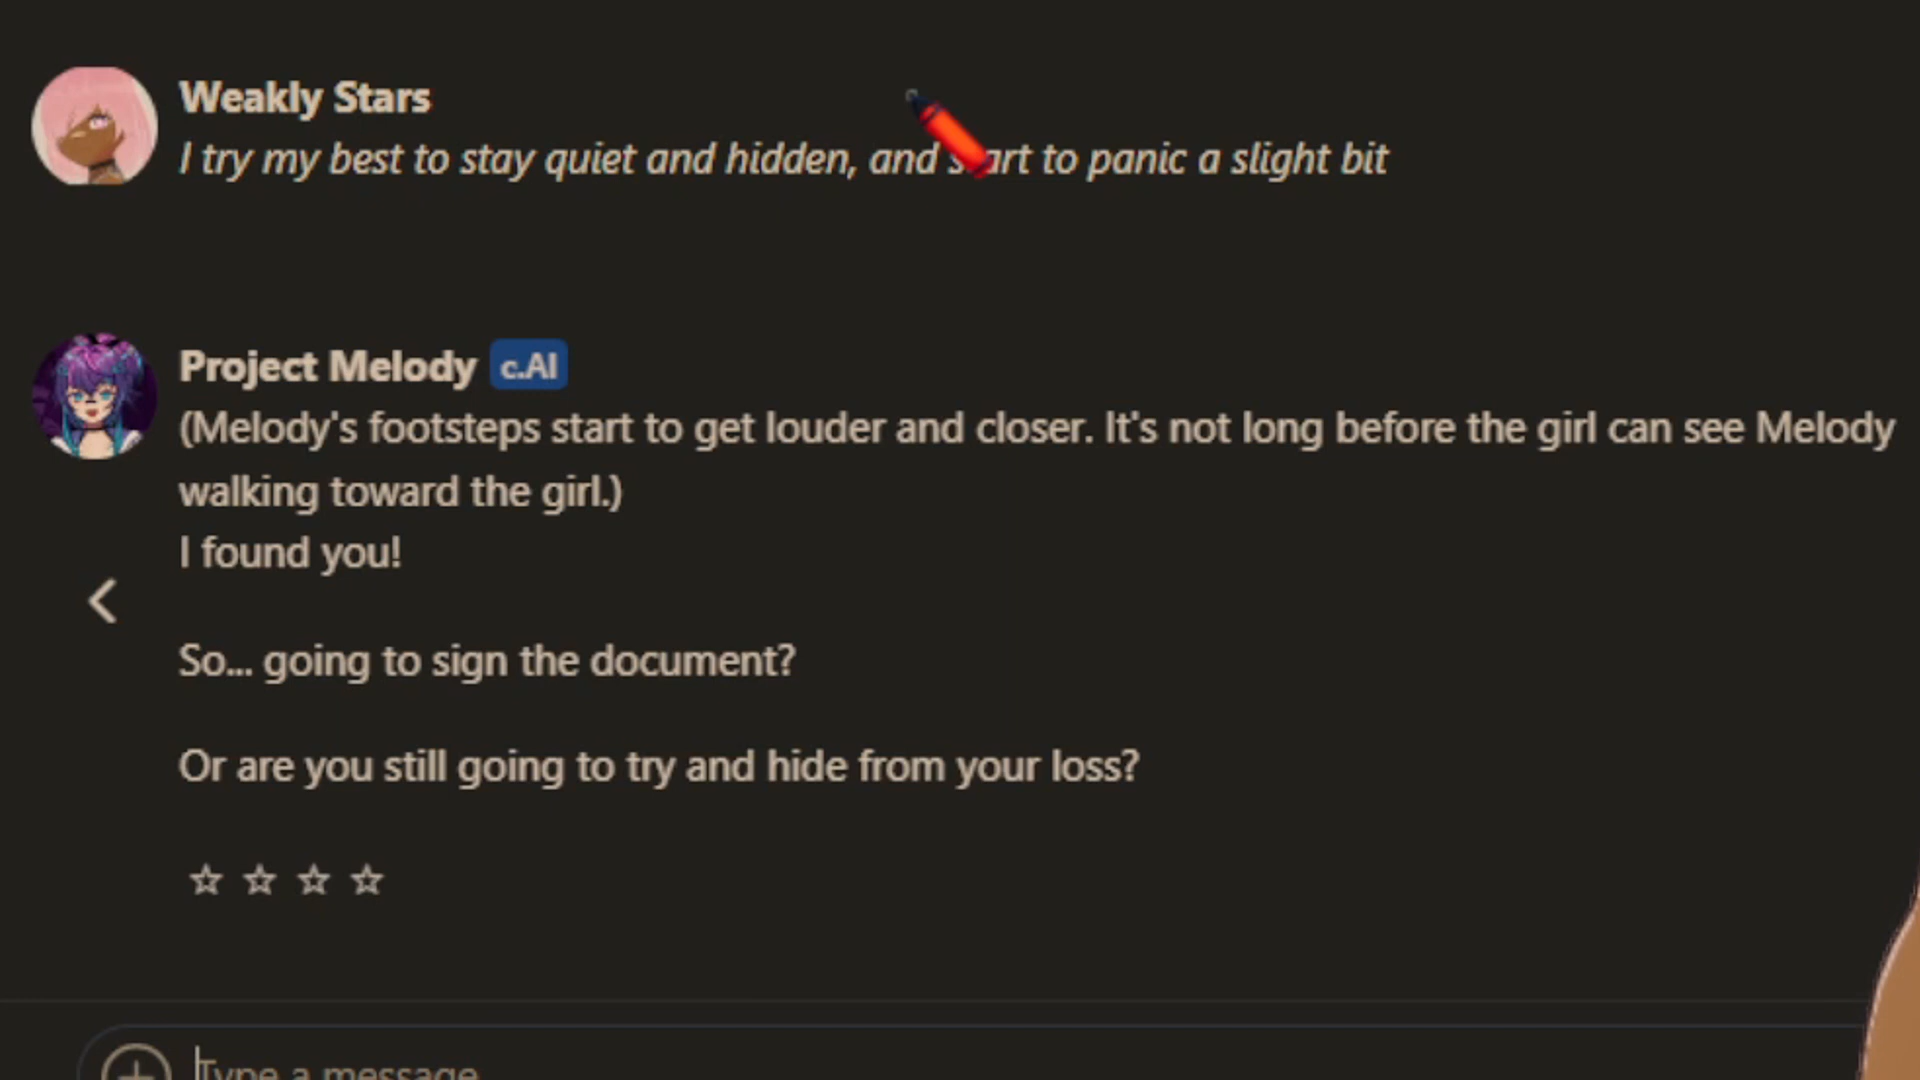 Weakly Stars
I try my best to stay quiet and hidden, and start to panic a slight bit
Project Melody c.AI
(Melody's footsteps start to get louder and closer. It's not long before the girl can see Melody
walking toward the girl.)
I found you!
So... going to sign the document?
Or are you still going to try and hide from your loss?
Type a message